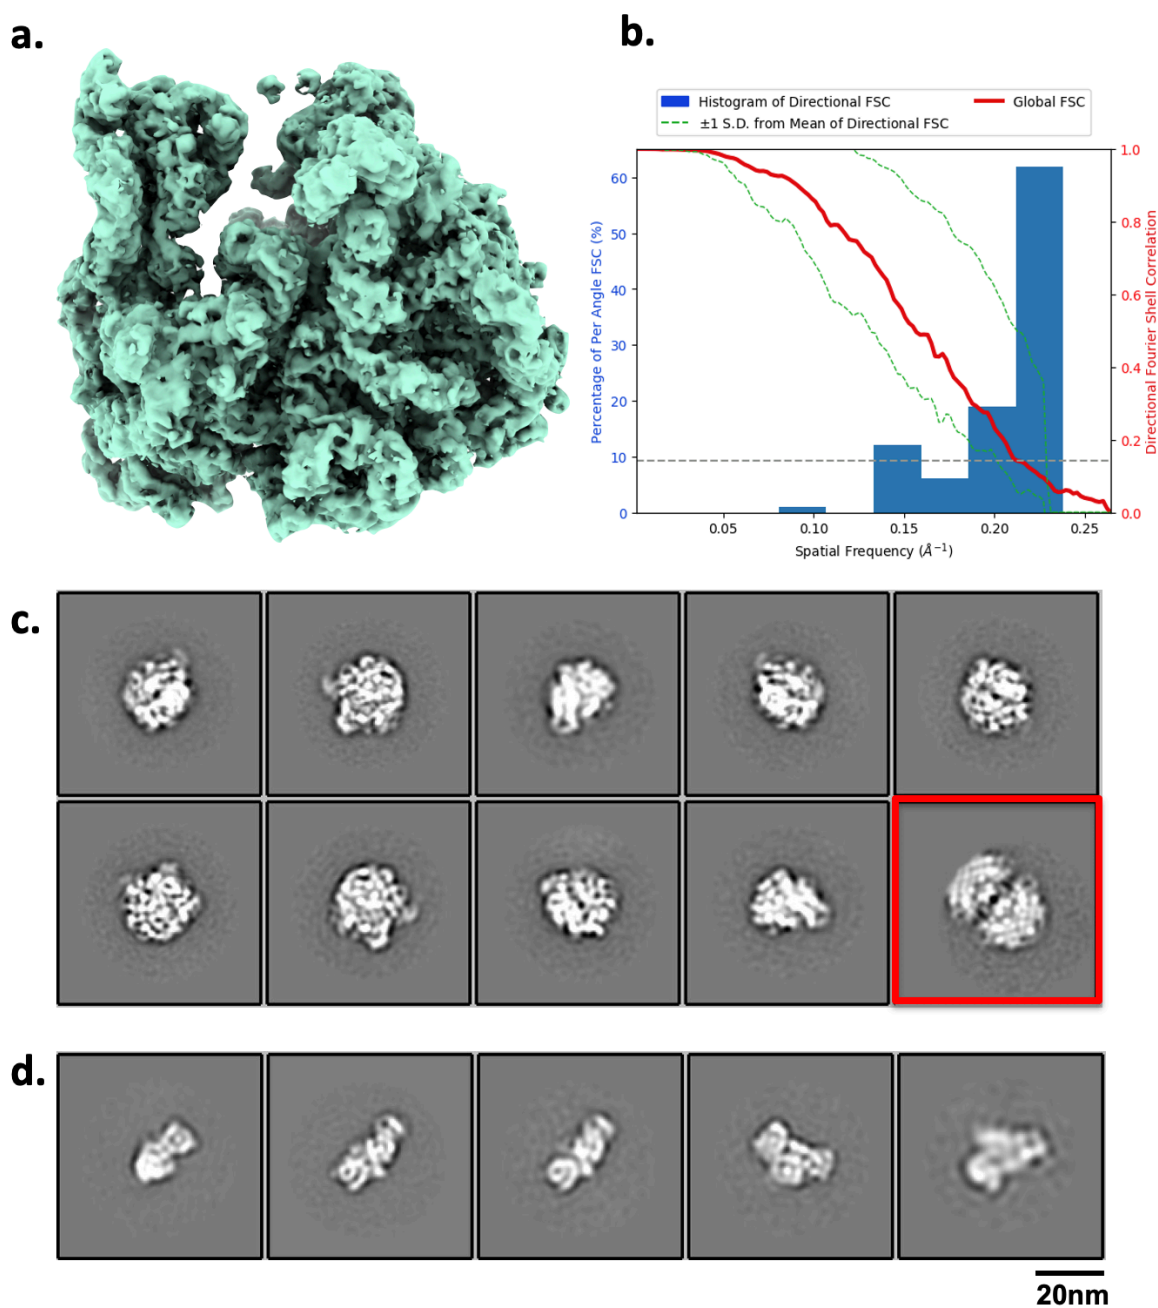 a.
b.
Histogram of Directional FSC
Global FSC
±1 S.D. from Mean of Directional FSC
60
50
40
30
20
10
0
Percentage of Per Angle FSC (%)
1.0
0.8
0.6
0.4
0.2
0.0
Directional Fourier Shell Correlation
0.05
0.10
0.15
0.20
0.25
Spatial Frequency (Å⁻¹)
c.
d.
20nm